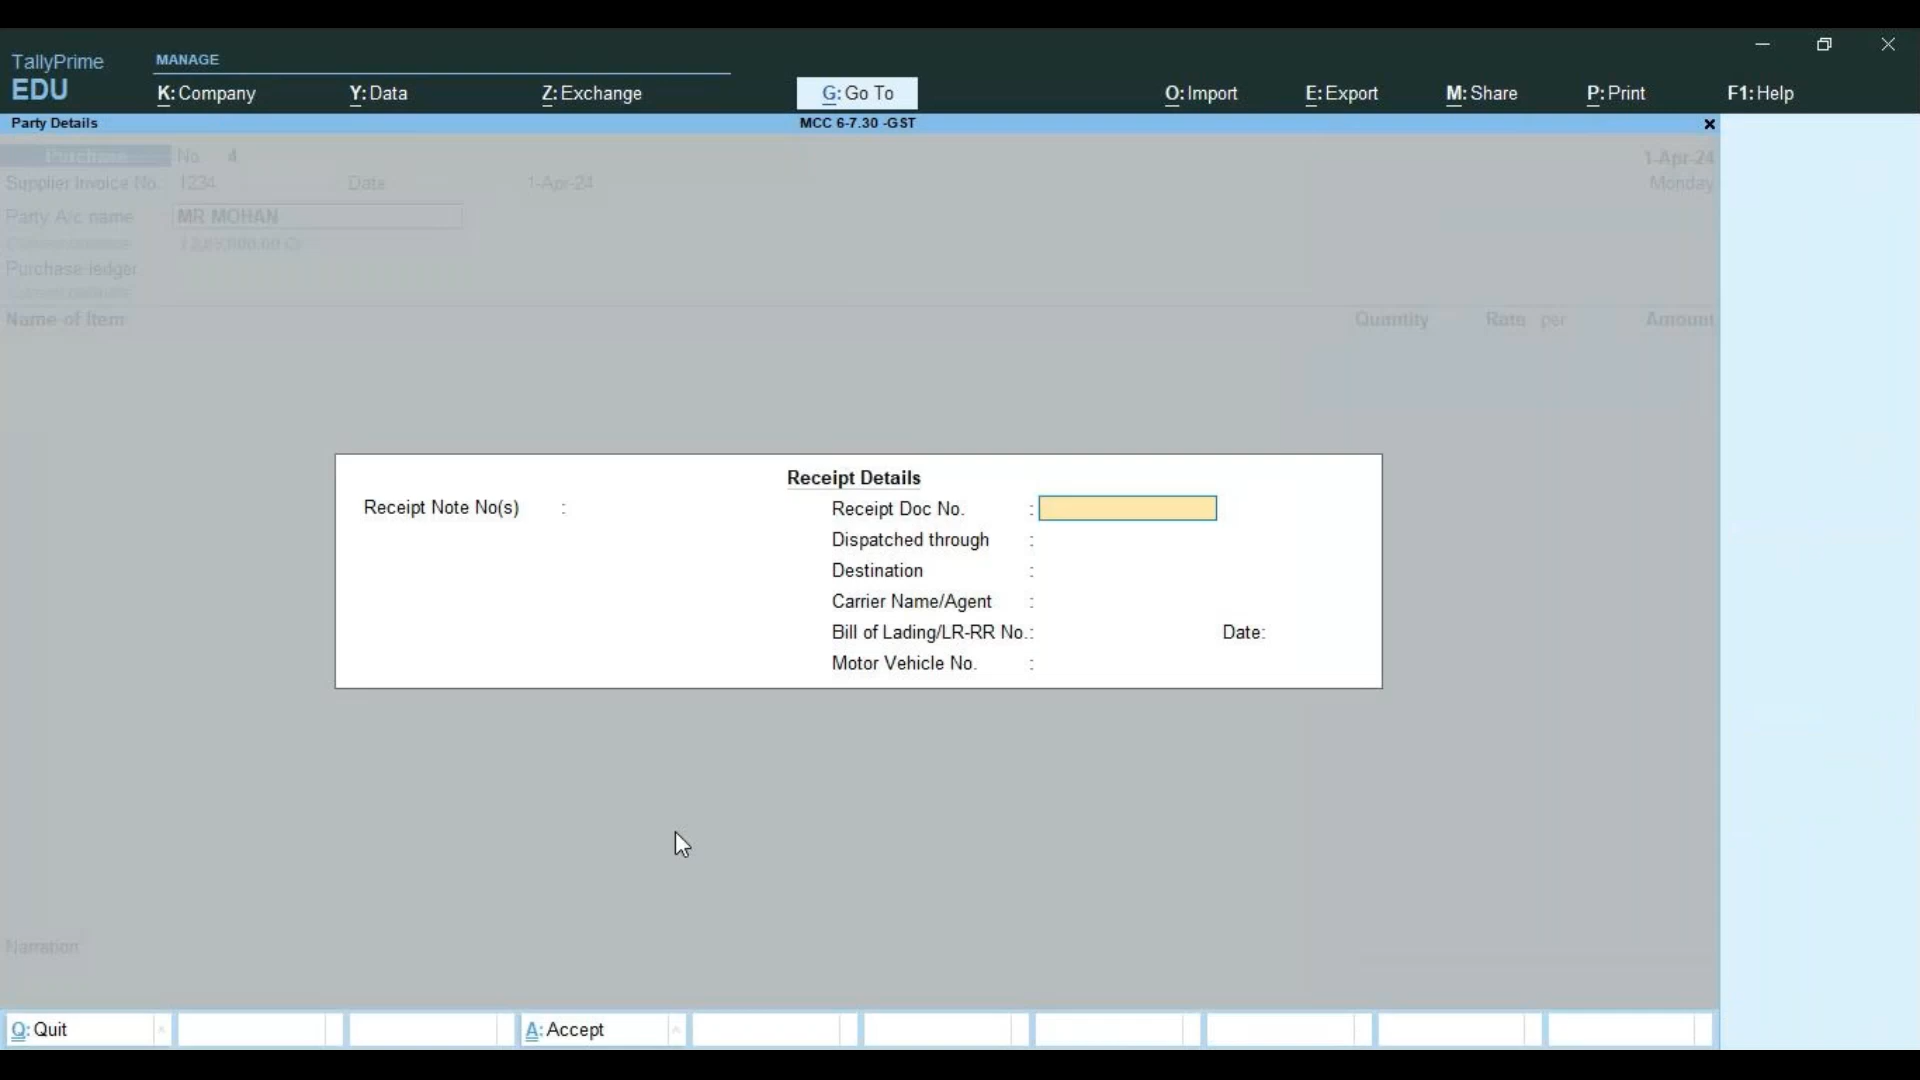 TallyPrime
EDU
MANAGE
K: Company Y: Data Z: Exchange G: Go To O: Import E: Export M: Share P: Print F1: Help
Party Details MCC 6-7.30 -GST
Purchase No. 4 1-Apr-24
Supplier Invoice No. 1234 Date 1-Apr-24 Monday
Party A/c name MR MOHAN
Purchase ledger
Name of Item Quantity Rate per Amount
Receipt Details
Receipt Note No(s) : Receipt Doc No. :
Dispatched through :
Destination :
Carrier Name/Agent :
Bill of Lading/LR-RR No.: Date:
Motor Vehicle No. :
Narration
Q: Quit A: Accept